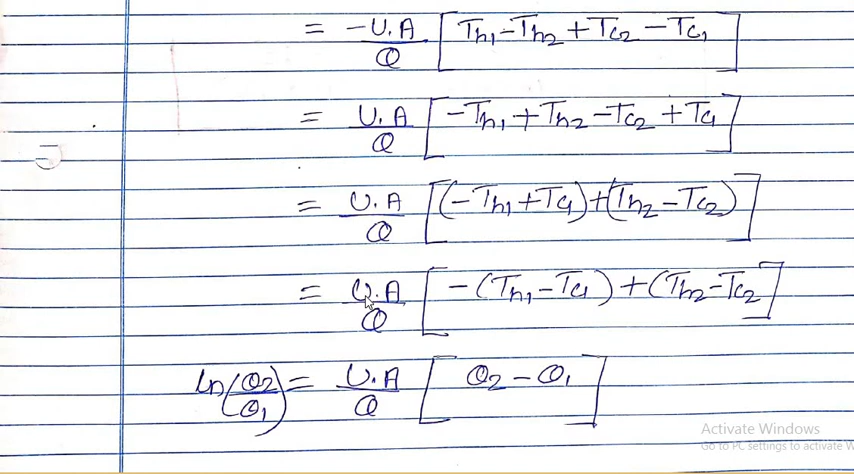 = -U.A/Q [Th1 - Th2 + Tc2 - Tc1]
= U.A/Q [-Th1 + Th2 - Tc2 + Tc1]
= U.A/Q [(-Th1 + Tc1) + (Th2 - Tc2)]
= U.A/Q [-(Th1 - Tc1) + (Th2 - Tc2]
ln(θ2/θ1) = U.A/Q [θ2 - θ1]
Activate Windows
Go to PC settings to activate W